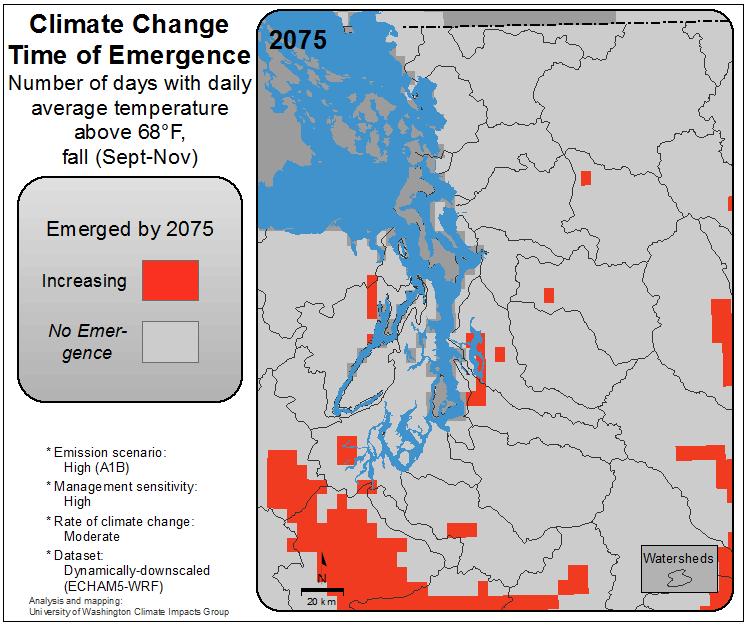 Climate Change
Time of Emergence
Number of days with daily
average temperature
above 68°F,
fall (Sept-Nov)
Emerged by 2075
Increasing
No Emer-
gence
* Emission scenario:
High (A1B)
* Management sensitivity:
High
* Rate of climate change:
Moderate
* Dataset:
Dynamically-downscaled
(ECHAM5-WRF)
Analysis and mapping:
University of Washington Climate Impacts Group
2075
N
20 km
Watersheds